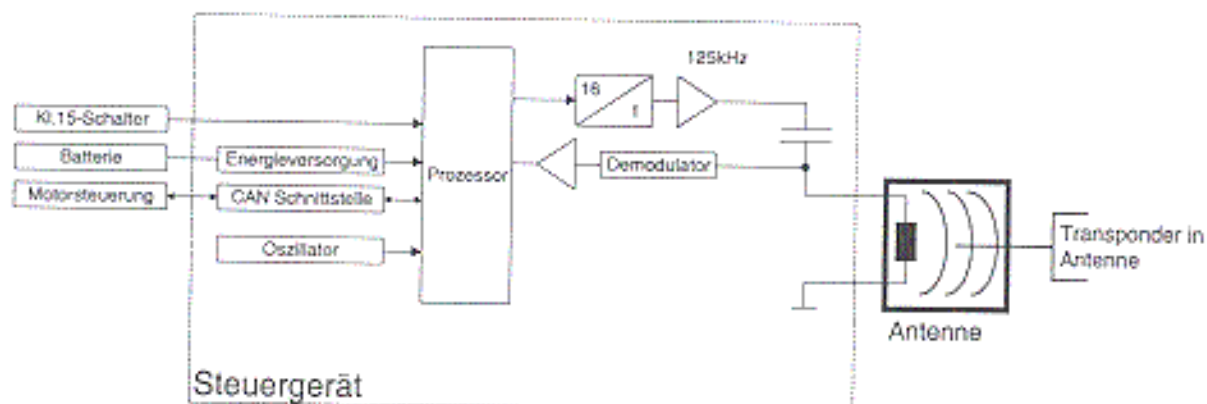 125kHz
16
f
Kl.15-Schalter
Batterie
Energieversorgung
Prozessor
Demodulator
Motorsteuerung
CAN Schnittstelle
Oszillator
Transponder in
Antenne
Antenne
Steuergerät